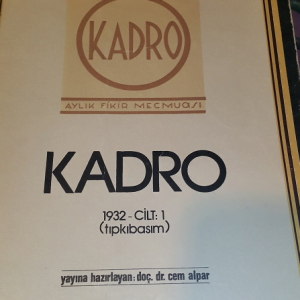 KADRO
AYLIK FİKİR MECMUASI
KADRO
1932 - CİLT: 1
(tıpkıbasım)
yayına hazırlayan: doç. dr. cem alpar